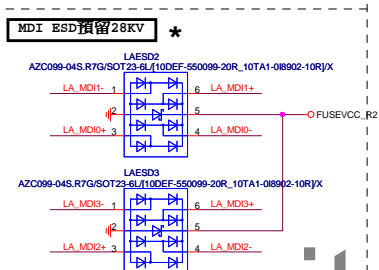 MDI ESD預留28KV *
LAESD2
AZC099-04S.R7G/SOT23-6L/[10DEF-550099-20R_10TA1-0I8902-10R]/X
LA_MDI1- 1 6 LA_MDI1+
2 5 FUSEVCC_R2
LA_MDI0+ 3 4 LA_MDI0-
LAESD3
AZC099-04S.R7G/SOT23-6L/[10DEF-550099-20R_10TA1-0I8902-10R]/X
LA_MDI3- 1 6 LA_MDI3+
2 5
LA_MDI2+ 3 4 LA_MDI2-